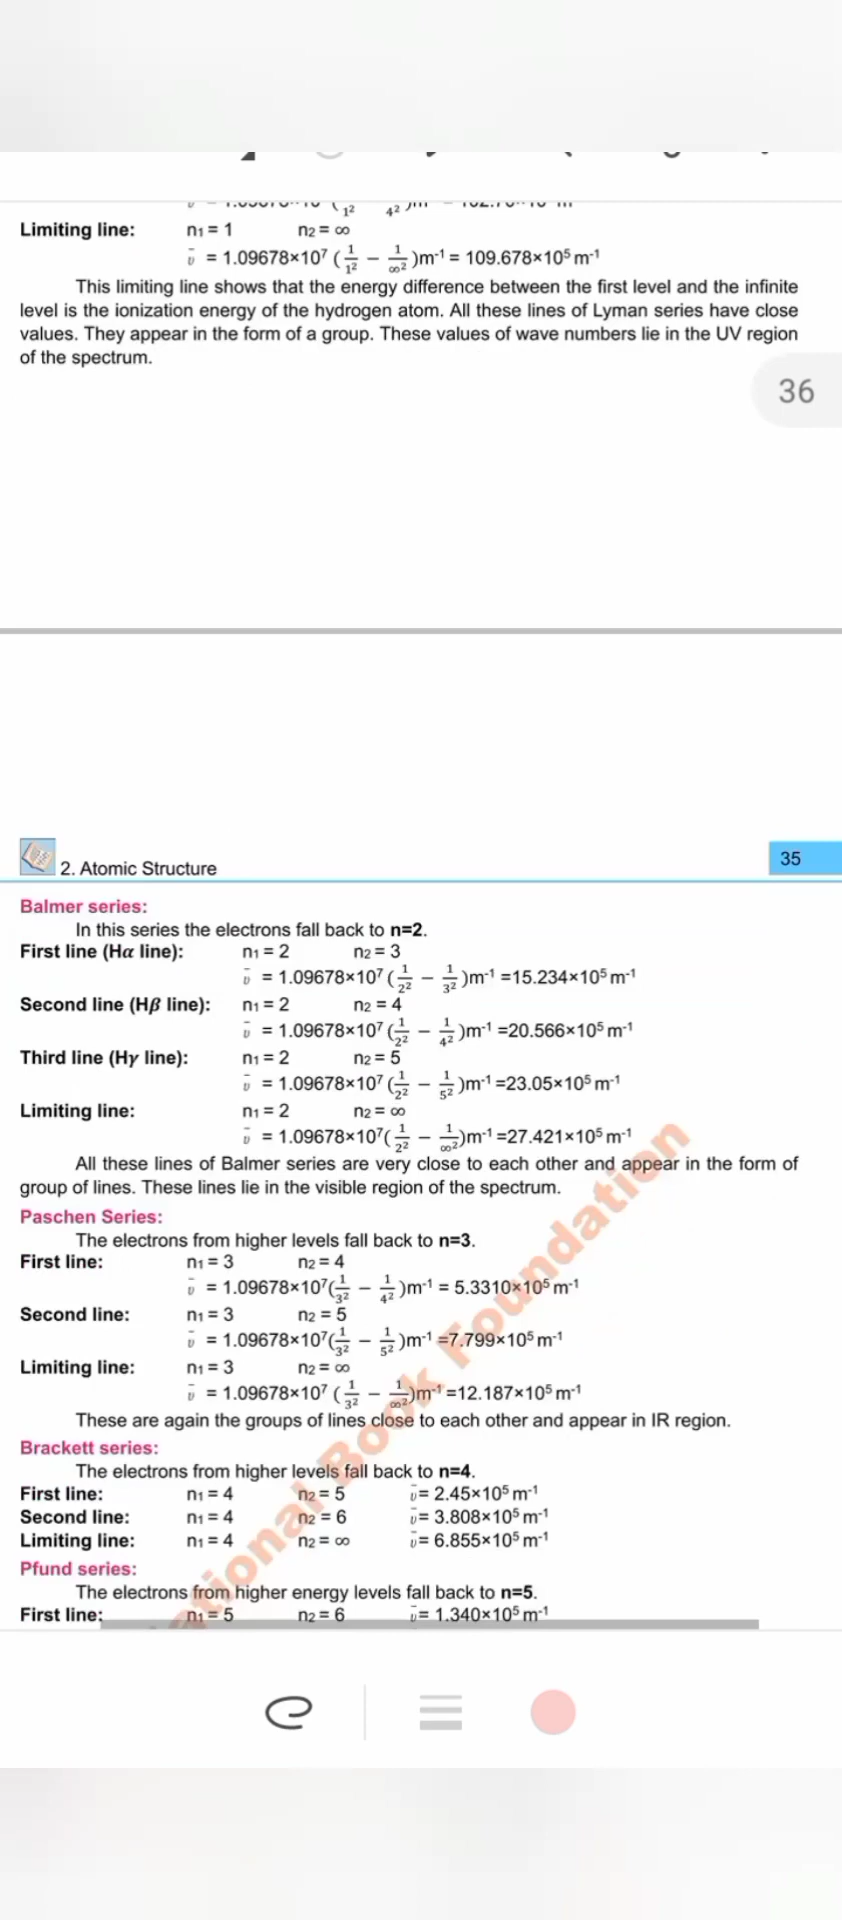 Limiting line: n₁ = 1 n₂ = ∞
ῡ = 1.09678×10⁷ (1/1² − 1/∞²)m⁻¹ = 109.678×10⁵ m⁻¹
This limiting line shows that the energy difference between the first level and the infinite
level is the ionization energy of the hydrogen atom. All these lines of Lyman series have close
values. They appear in the form of a group. These values of wave numbers lie in the UV region
of the spectrum.
36
2. Atomic Structure 35
Balmer series:
In this series the electrons fall back to n=2.
First line (Hα line): n₁ = 2 n₂ = 3
ῡ = 1.09678×10⁷ (1/2² − 1/3²)m⁻¹ =15.234×10⁵ m⁻¹
Second line (Hβ line): n₁ = 2 n₂ = 4
ῡ = 1.09678×10⁷ (1/2² − 1/4²)m⁻¹ =20.566×10⁵ m⁻¹
Third line (Hγ line): n₁ = 2 n₂ = 5
ῡ = 1.09678×10⁷ (1/2² − 1/5²)m⁻¹ =23.05×10⁵ m⁻¹
Limiting line: n₁ = 2 n₂ = ∞
ῡ = 1.09678×10⁷(1/2² − 1/∞²)m⁻¹ =27.421×10⁵ m⁻¹
All these lines of Balmer series are very close to each other and appear in the form of
group of lines. These lines lie in the visible region of the spectrum.
Paschen Series:
The electrons from higher levels fall back to n=3.
First line: n₁ = 3 n₂ = 4
ῡ = 1.09678×10⁷(1/3² − 1/4²)m⁻¹ = 5.3310×10⁵ m⁻¹
Second line: n₁ = 3 n₂ = 5
ῡ = 1.09678×10⁷(1/3² − 1/5²)m⁻¹ =7.799×10⁵ m⁻¹
Limiting line: n₁ = 3 n₂ = ∞
ῡ = 1.09678×10⁷ (1/3² − 1/∞²)m⁻¹ =12.187×10⁵ m⁻¹
These are again the groups of lines close to each other and appear in IR region.
Brackett series:
The electrons from higher levels fall back to n=4.
First line: n₁ = 4 n₂ = 5 ῡ= 2.45×10⁵ m⁻¹
Second line: n₁ = 4 n₂ = 6 ῡ= 3.808×10⁵ m⁻¹
Limiting line: n₁ = 4 n₂ = ∞ ῡ= 6.855×10⁵ m⁻¹
Pfund series:
The electrons from higher energy levels fall back to n=5.
First line: n₁ = 5 n₂ = 6 ῡ= 1.340×10⁵ m⁻¹
Book Foundation